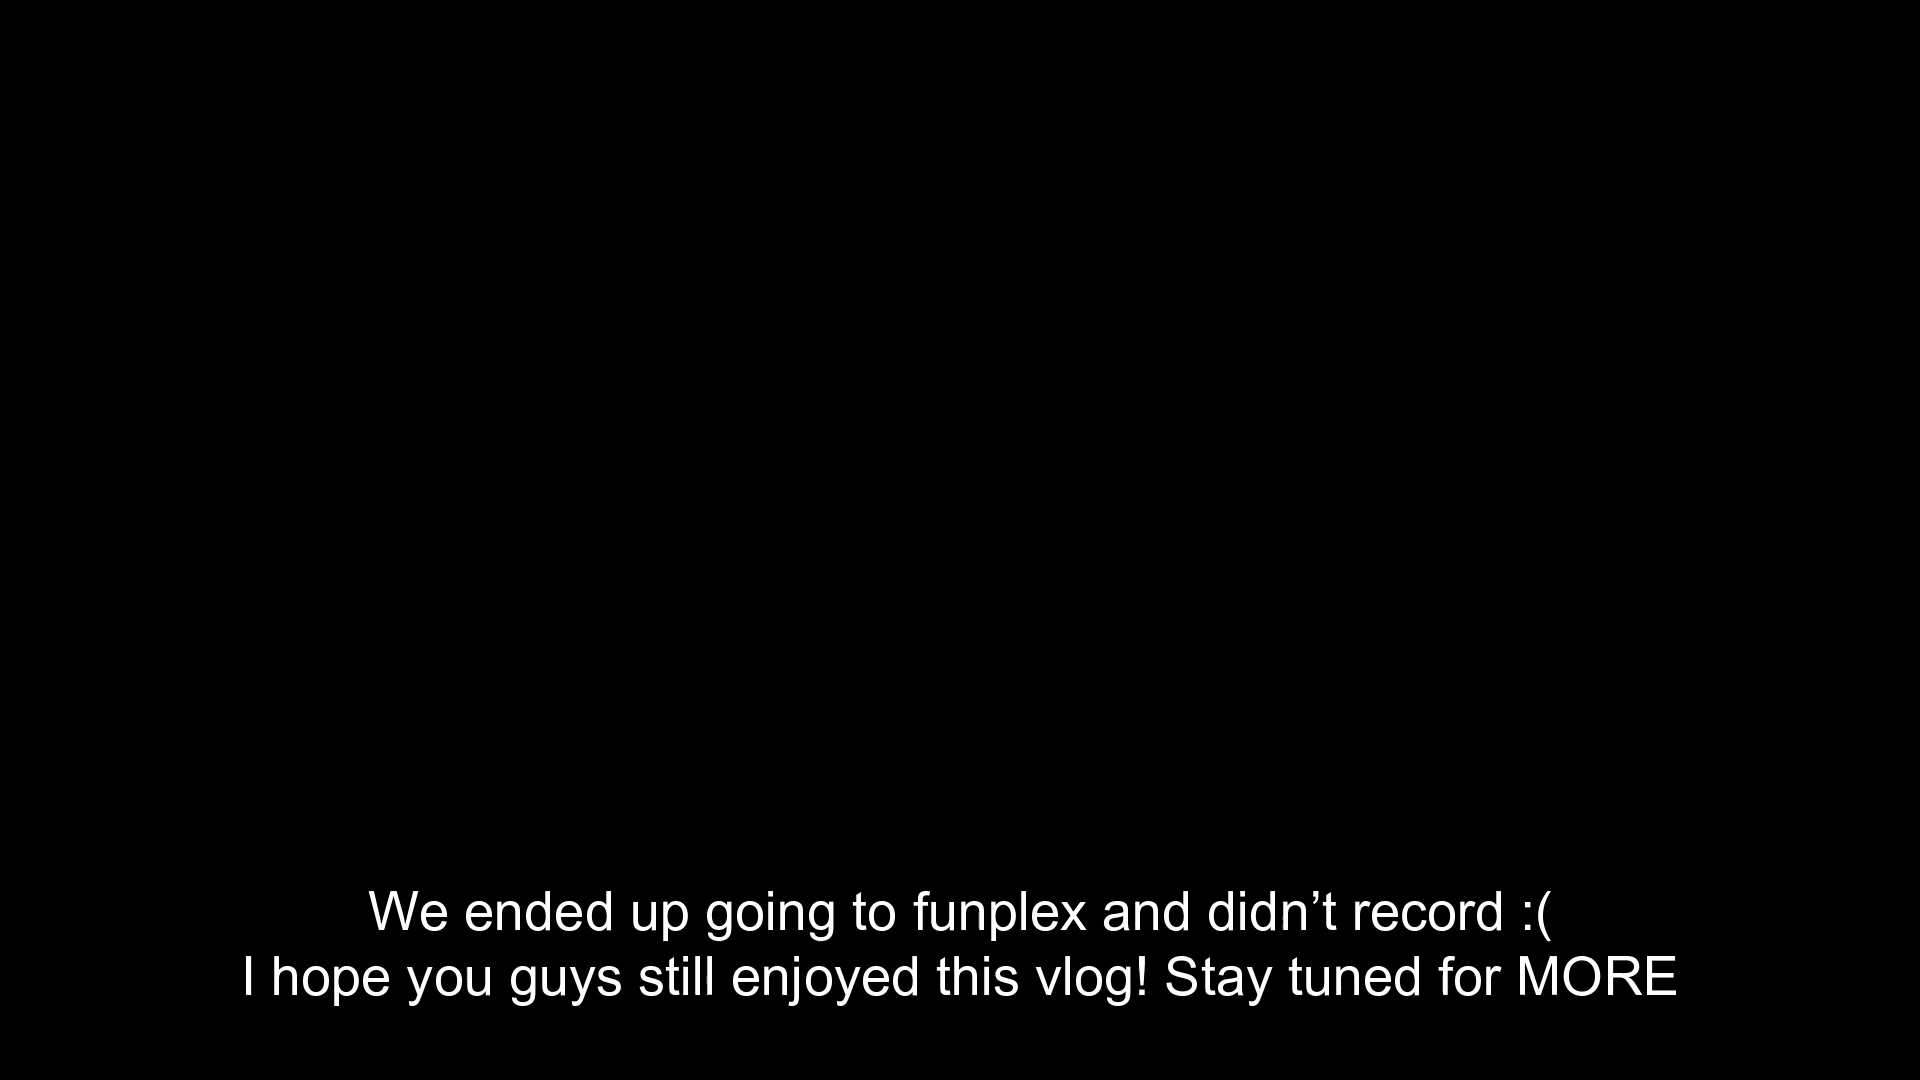 We ended up going to funplex and didn’t record :(
I hope you guys still enjoyed this vlog! Stay tuned for MORE